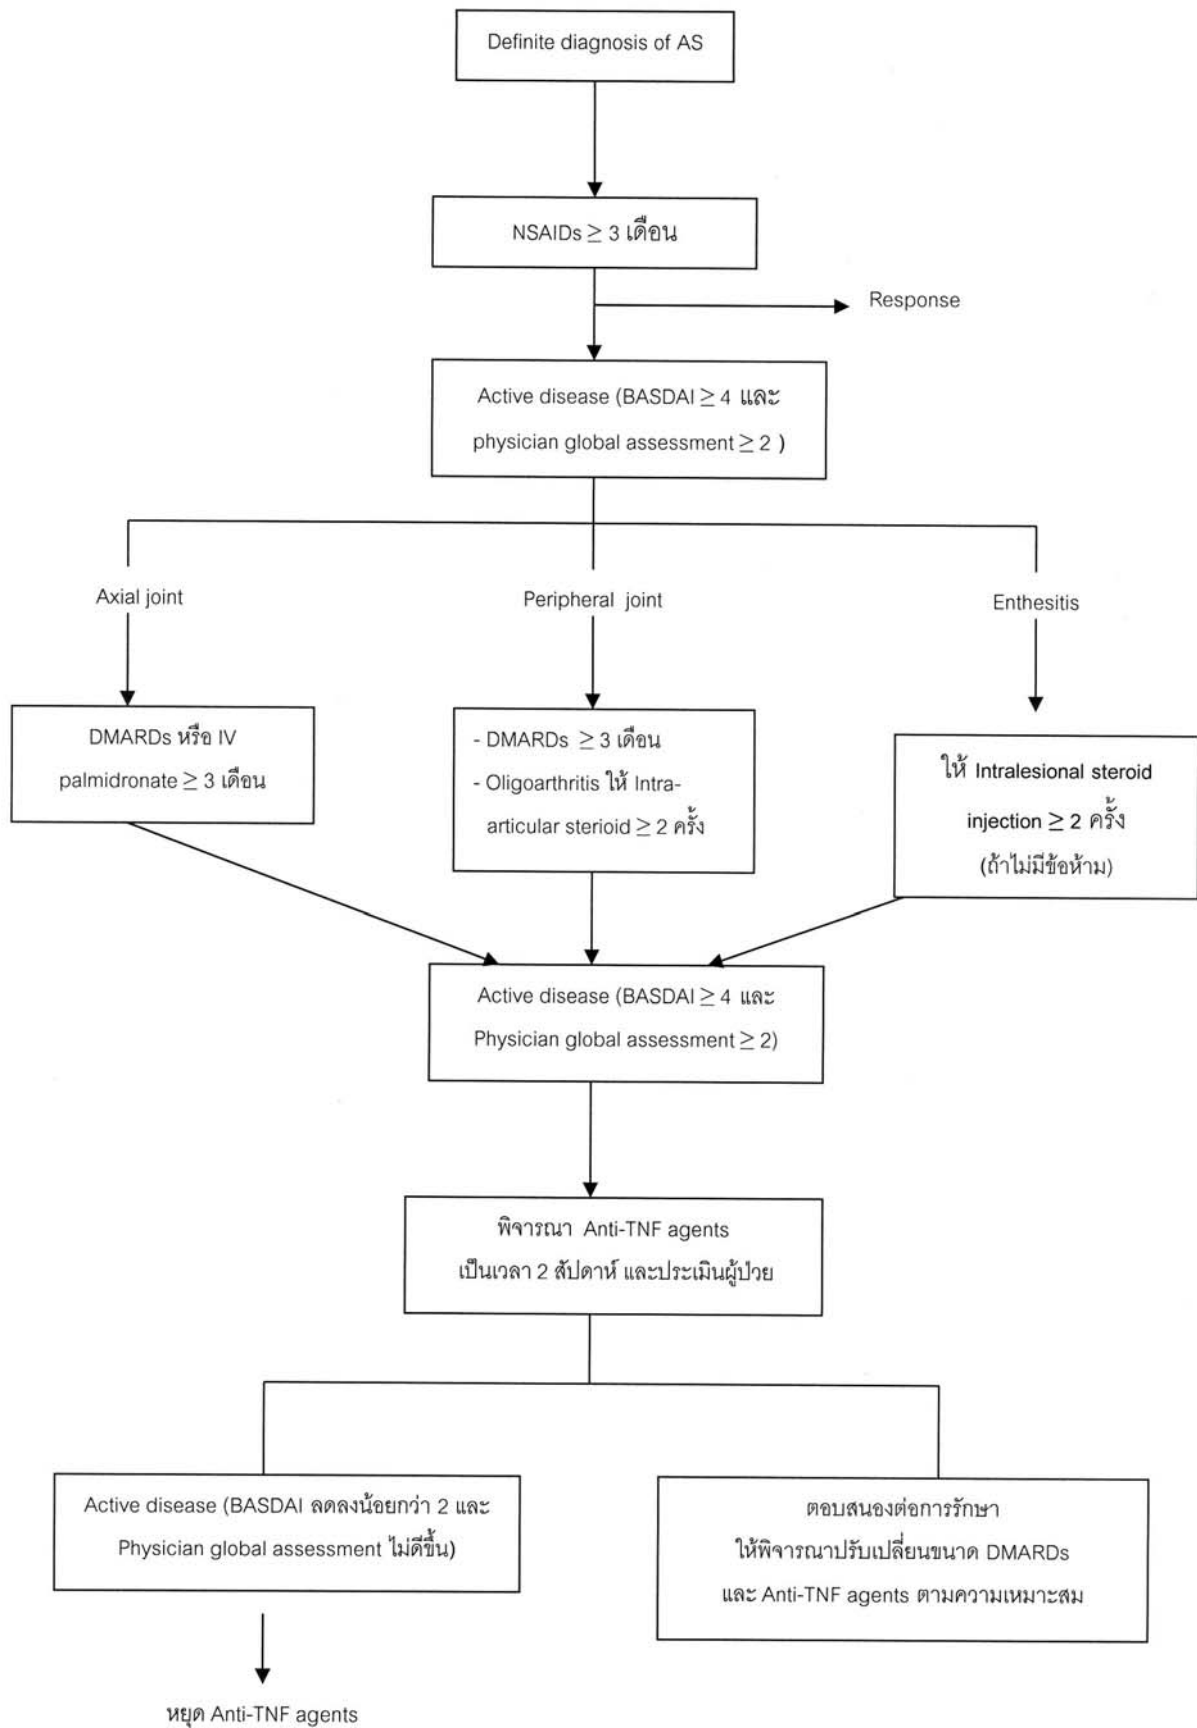 Definite diagnosis of AS
NSAIDs ≥ 3 เดือน
Response
Active disease (BASDAI ≥ 4 และ
physician global assessment ≥ 2 )
Axial joint
Peripheral joint
Enthesitis
DMARDs หรือ IV
palmidronate ≥ 3 เดือน
- DMARDs ≥ 3 เดือน
- Oligoarthritis ให้ Intra-
articular sterioid ≥ 2 ครั้ง
ให้ Intralesional steroid
injection ≥ 2 ครั้ง
(ถ้าไม่มีข้อห้าม)
Active disease (BASDAI ≥ 4 และ
Physician global assessment ≥ 2)
พิจารณา Anti-TNF agents
เป็นเวลา 2 สัปดาห์ และประเมินผู้ป่วย
Active disease (BASDAI ลดลงน้อยกว่า 2 และ
Physician global assessment ไม่ดีขึ้น)
ตอบสนองต่อการรักษา
ให้พิจารณาปรับเปลี่ยนขนาด DMARDs
และ Anti-TNF agents ตามความเหมาะสม
หยุด Anti-TNF agents